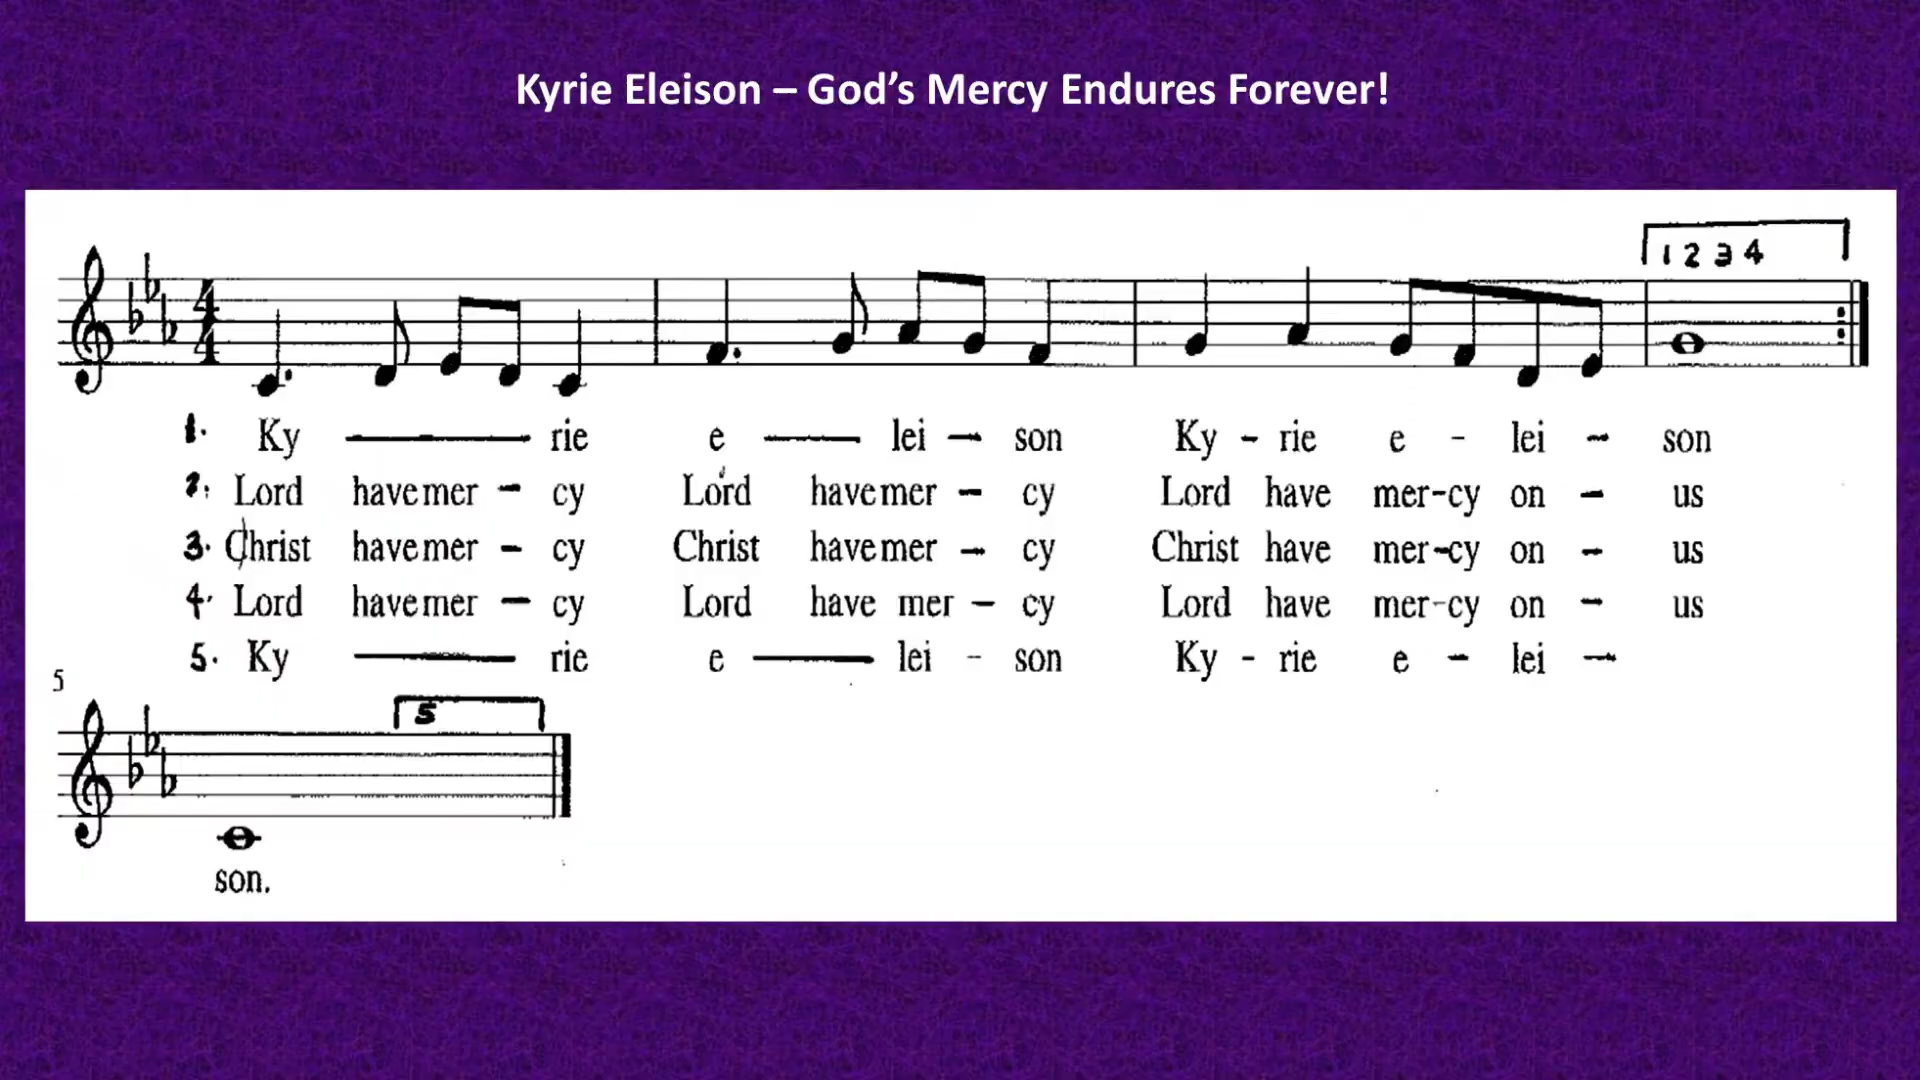 Kyrie Eleison – God’s Mercy Endures Forever!
1 2 3 4
4
4
1. Ky — rie e — lei — son Ky - rie e - lei - son
2. Lord have mer - cy Lord have mer - cy Lord have mer-cy on - us
3. Christ have mer - cy Christ have mer - cy Christ have mer-cy on - us
4. Lord have mer - cy Lord have mer - cy Lord have mer-cy on - us
5. Ky — rie e — lei - son Ky - rie e - lei -
5
5
son.